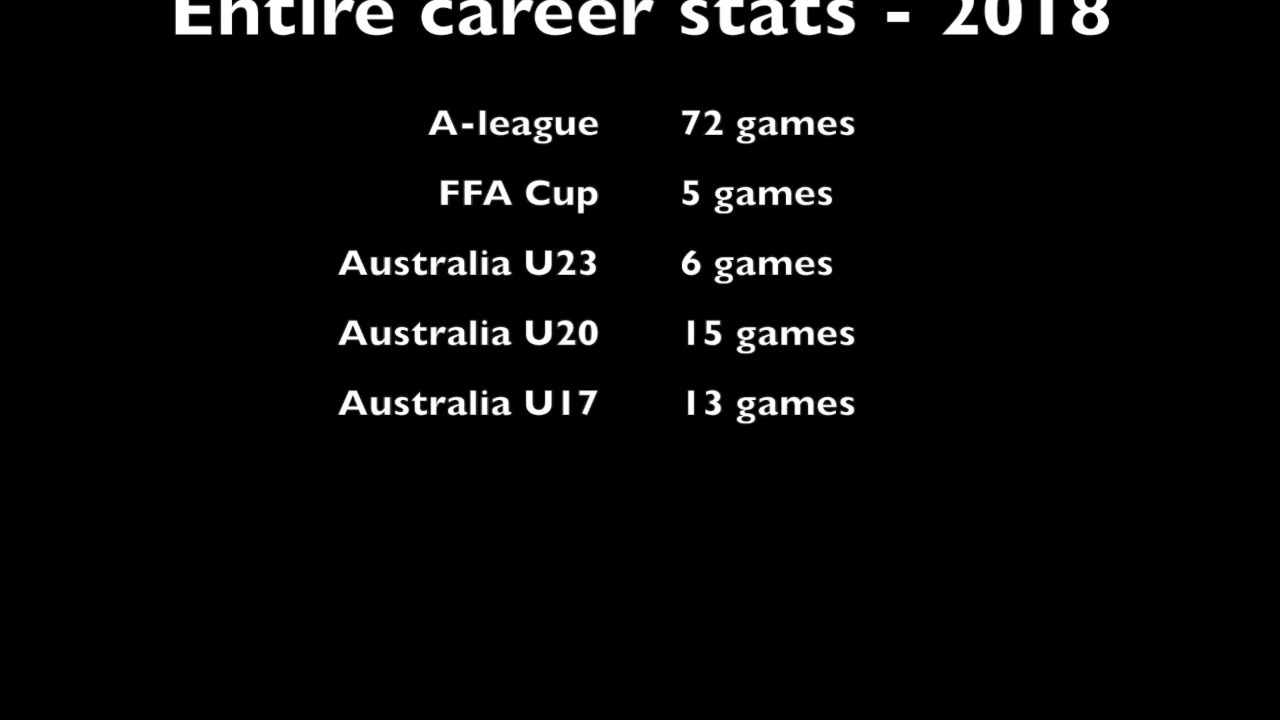 Entire career stats - 2018
A-league 72 games
FFA Cup 5 games
Australia U23 6 games
Australia U20 15 games
Australia U17 13 games